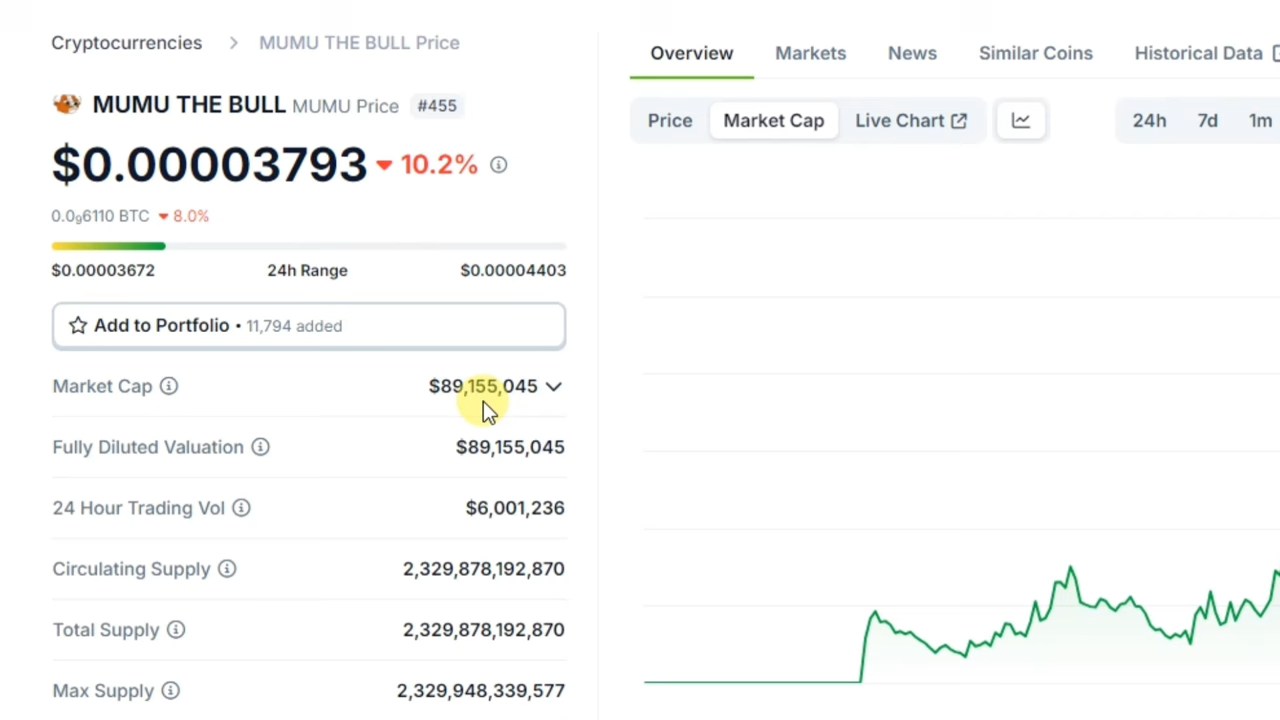 Cryptocurrencies > MUMU THE BULL Price
MUMU THE BULL MUMU Price #455
$0.00003793 10.2%
0.0₉6110 BTC 8.0%
$0.00003672 24h Range $0.00004403
Add to Portfolio • 11,794 added
Market Cap $89,155,045
Fully Diluted Valuation $89,155,045
24 Hour Trading Vol $6,001,236
Circulating Supply 2,329,878,192,870
Total Supply 2,329,878,192,870
Max Supply 2,329,948,339,577
Overview Markets News Similar Coins Historical Data
Price Market Cap Live Chart 24h 7d 1m